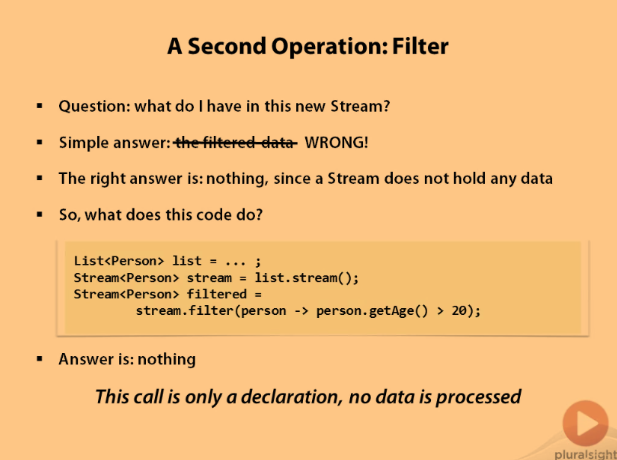 A Second Operation: Filter
▪ Question: what do I have in this new Stream?
▪ Simple answer: the filtered data WRONG!
▪ The right answer is: nothing, since a Stream does not hold any data
▪ So, what does this code do?
List<Person> list = ... ;
Stream<Person> stream = list.stream();
Stream<Person> filtered =
stream.filter(person -> person.getAge() > 20);
▪ Answer is: nothing
This call is only a declaration, no data is processed
pluralsight